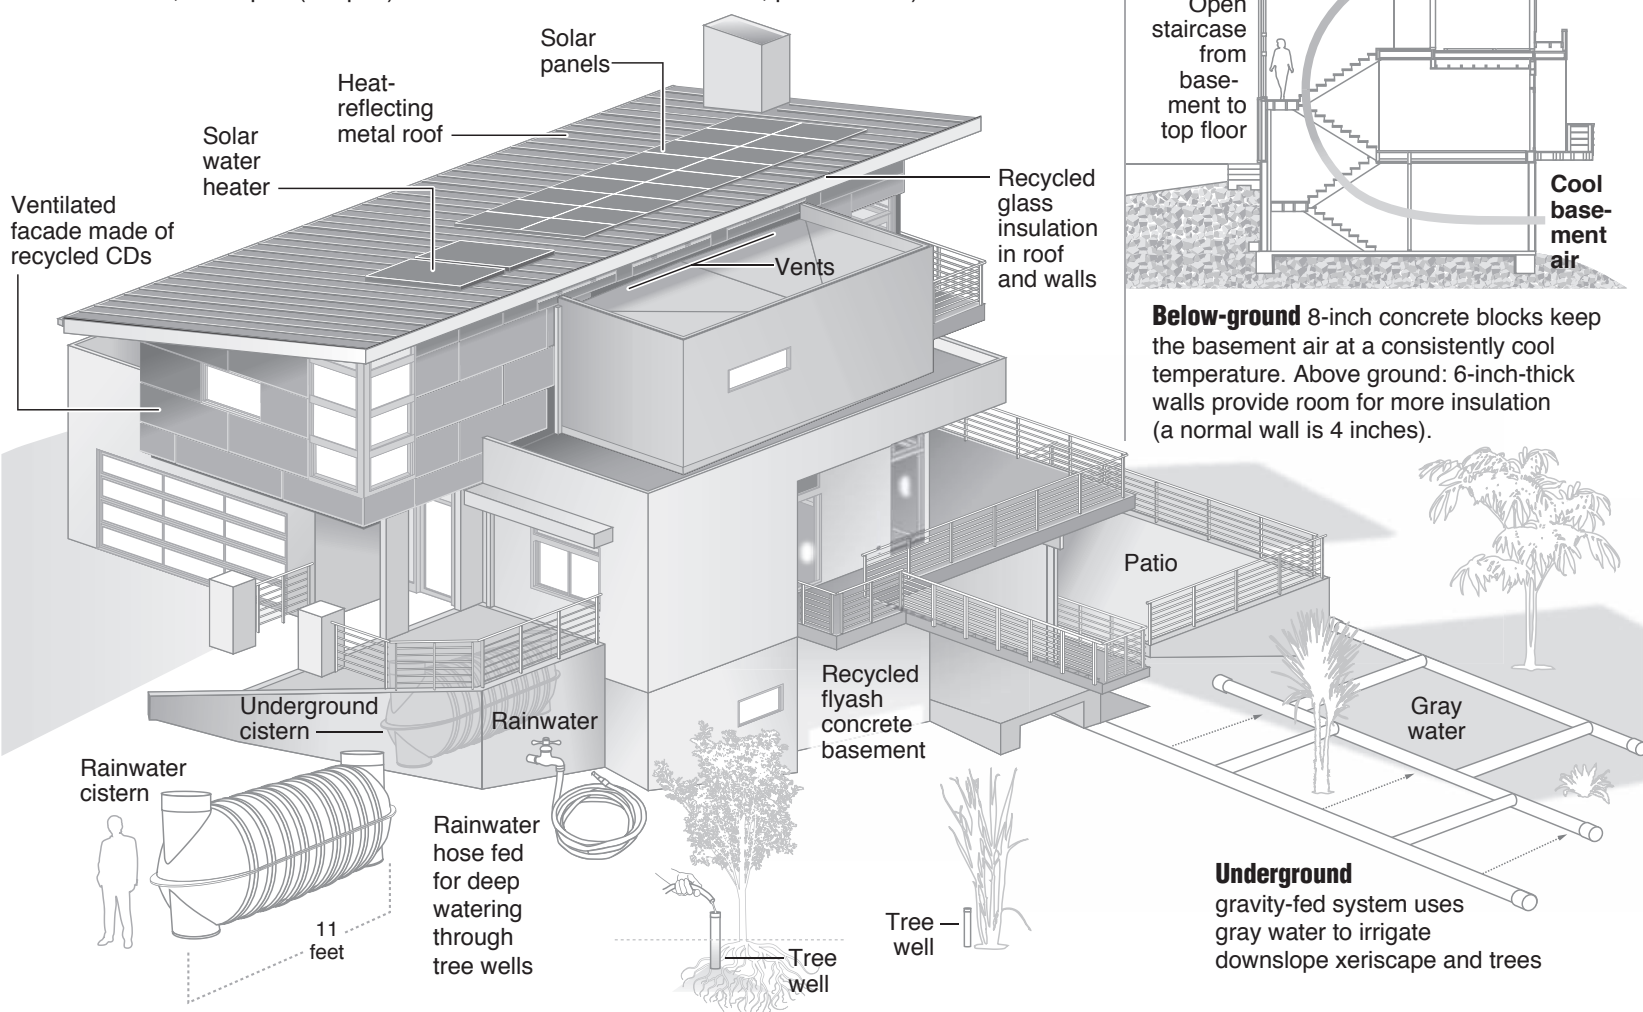 Solar
panels
Heat-
reflecting
metal roof
Solar
water
heater
Ventilated
facade made of
recycled CDs
Recycled
glass
insulation
in roof
and walls
Vents
Open
staircase
from
base-
ment to
top floor
Cool
base-
ment
air
Below-ground 8-inch concrete blocks keep
the basement air at a consistently cool
temperature. Above ground: 6-inch-thick
walls provide room for more insulation
(a normal wall is 4 inches).
Patio
Recycled
flyash
concrete
basement
Gray
water
Underground
cistern
Rainwater
Rainwater
cistern
11
feet
Rainwater
hose fed
for deep
watering
through
tree wells
Tree
well
Tree
well
Underground
gravity-fed system uses
gray water to irrigate
downslope xeriscape and trees